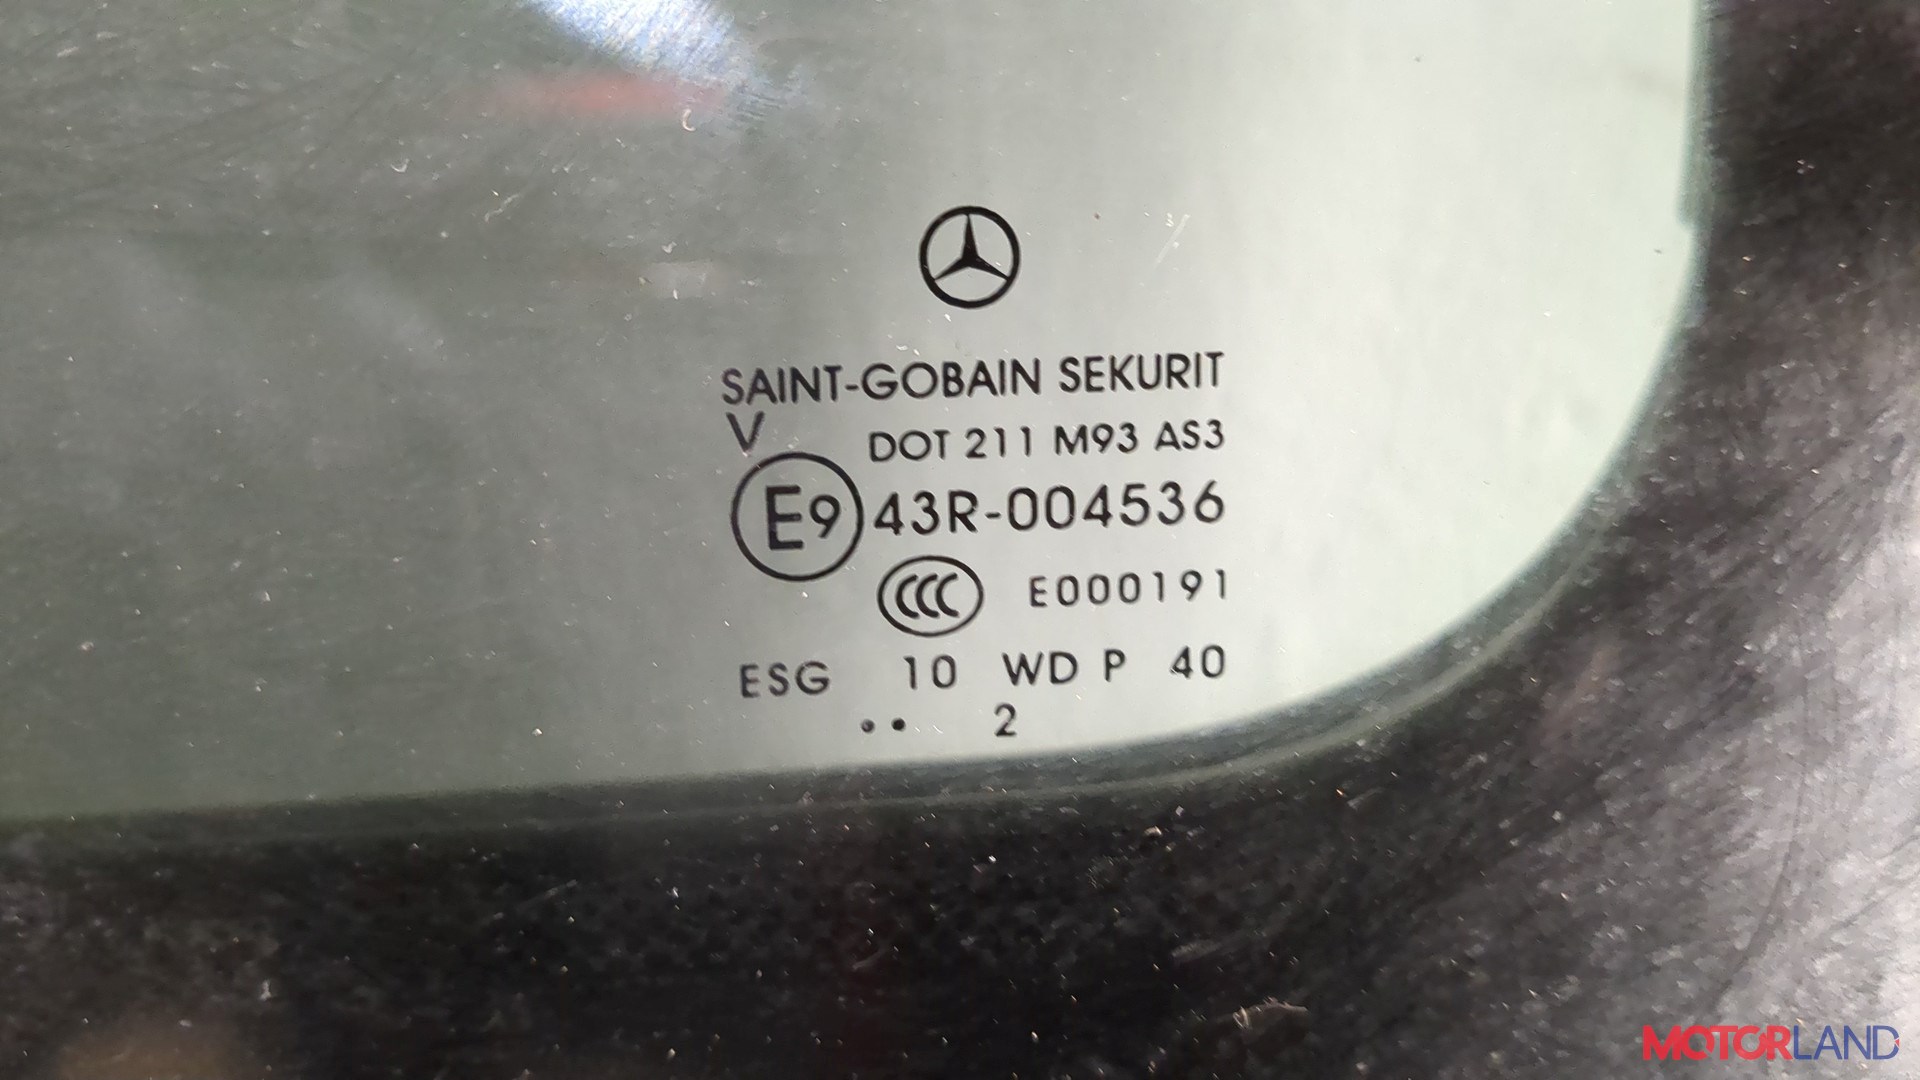 SAINT-GOBAIN SEKURIT
V DOT 211 M93 AS3
E9 43R-004536
CCC E000191
ESG 10 WD P 40
•• 2
MOTORLAND